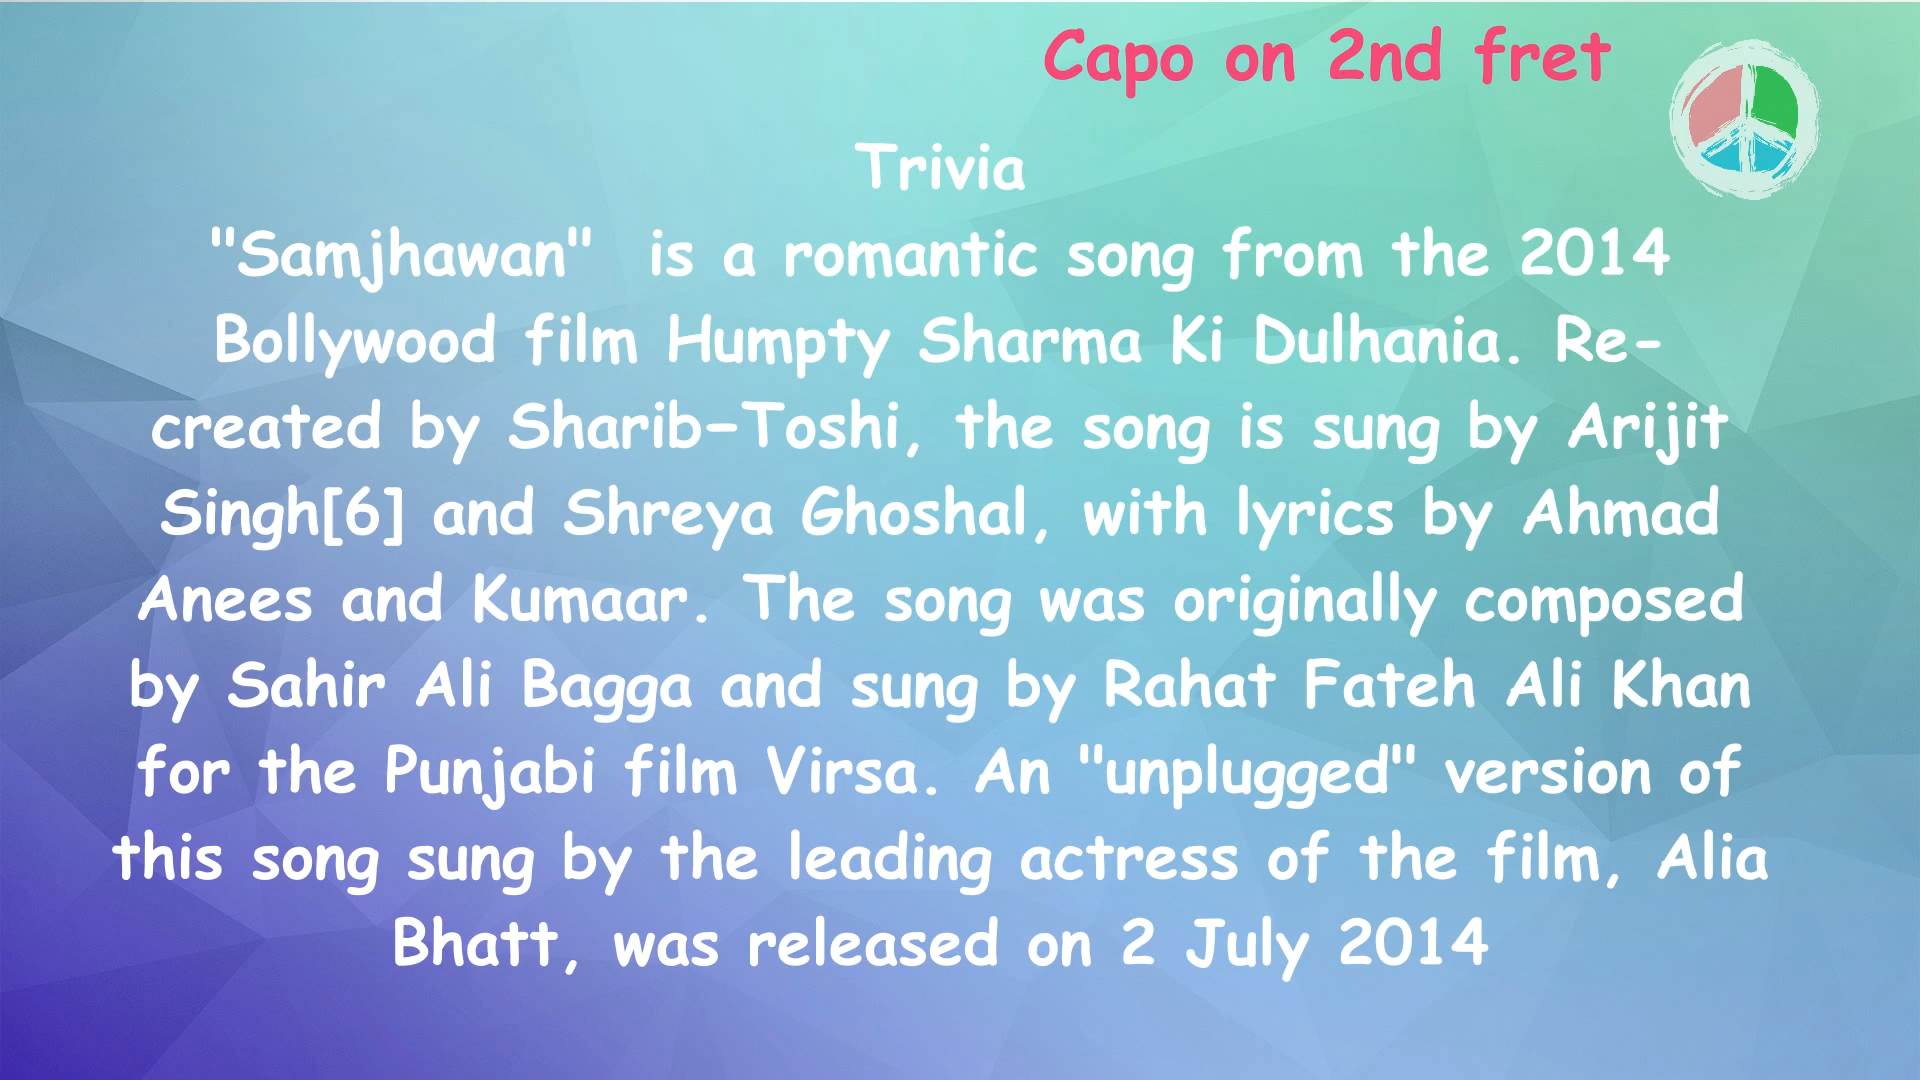 Capo on 2nd fret
Trivia
"Samjhawan"  is a romantic song from the 2014
Bollywood film Humpty Sharma Ki Dulhania. Re-
created by Sharib–Toshi, the song is sung by Arijit
Singh[6] and Shreya Ghoshal, with lyrics by Ahmad
Anees and Kumaar. The song was originally composed
by Sahir Ali Bagga and sung by Rahat Fateh Ali Khan
for the Punjabi film Virsa. An "unplugged" version of
this song sung by the leading actress of the film, Alia
Bhatt, was released on 2 July 2014